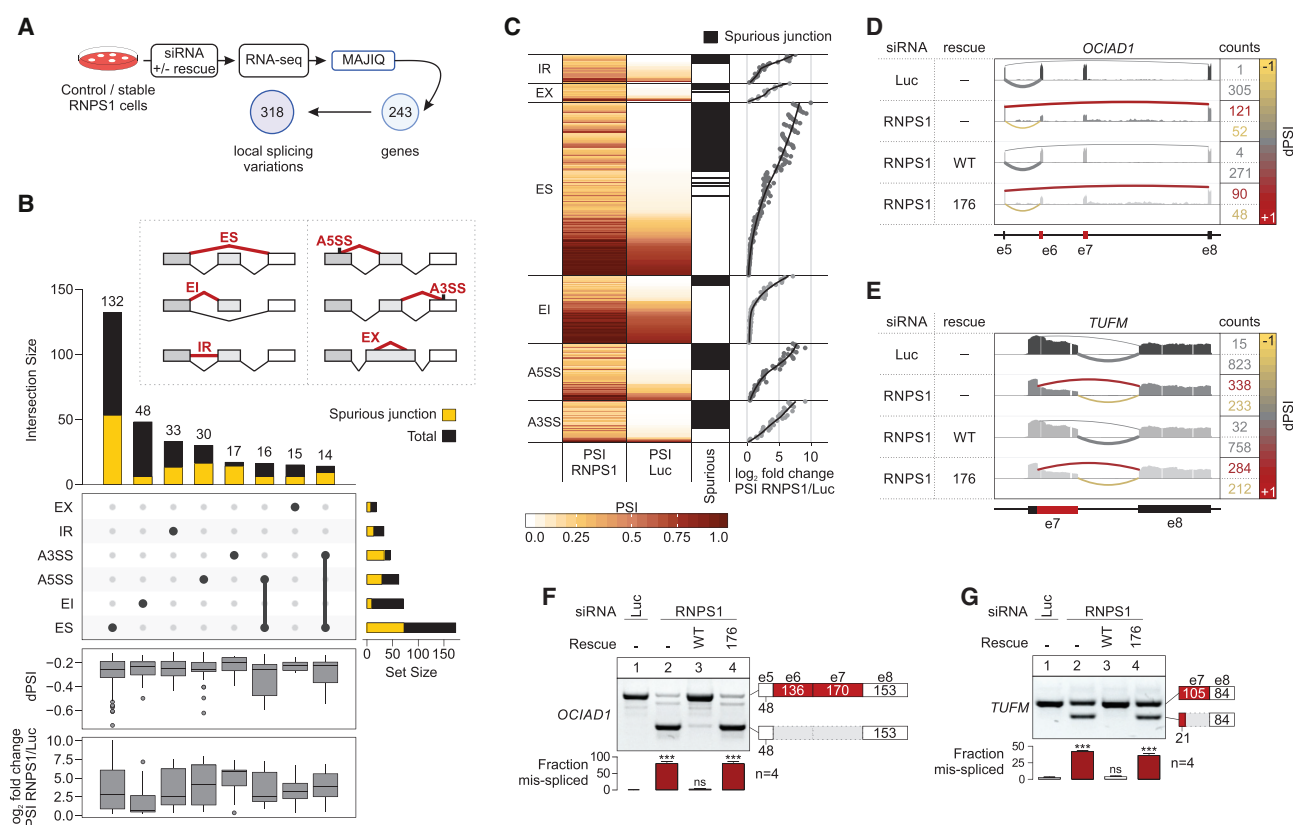 A
siRNA
+/- rescue
RNA-seq
MAJIQ
Control / stable
RNPS1 cells
318
243
local splicing
variations
genes
B
ES
A5SS
EI
A3SS
IR
EX
Intersection Size
150
100
50
0
132
48
33
30
17
16
15
14
Spurious junction
Total
EX
IR
A3SS
A5SS
EI
ES
0
50
100
150
Set Size
dPSI
-0.2
-0.4
-0.6
log2 fold change
PSI RNPS1/Luc
10.0
7.5
5.0
2.5
0.0
C
Spurious junction
IR
EX
ES
EI
A5SS
A3SS
PSI
RNPS1
PSI
Luc
Spurious
0
5
10
log2 fold change
PSI RNPS1/Luc
PSI
0.0
0.25
0.5
0.75
1.0
D
siRNA
rescue
OCIAD1
counts
Luc
–
1
305
RNPS1
–
121
52
RNPS1
WT
4
271
RNPS1
176
90
48
-1
dPSI
+1
e5
e6
e7
e8
E
siRNA
rescue
TUFM
counts
Luc
–
15
823
RNPS1
–
338
233
RNPS1
WT
32
758
RNPS1
176
284
212
-1
dPSI
+1
e7
e8
F
siRNA
Luc
RNPS1
Rescue
-
-
WT
176
1
2
3
4
OCIAD1
e5
e6
e7
e8
136
170
153
48
153
48
Fraction
mis-spliced
100
50
0
***
ns
***
n=4
G
siRNA
Luc
RNPS1
Rescue
-
-
WT
176
1
2
3
4
TUFM
e7
e8
105
84
84
21
Fraction
mis-spliced
50
25
0
***
ns
***
n=4